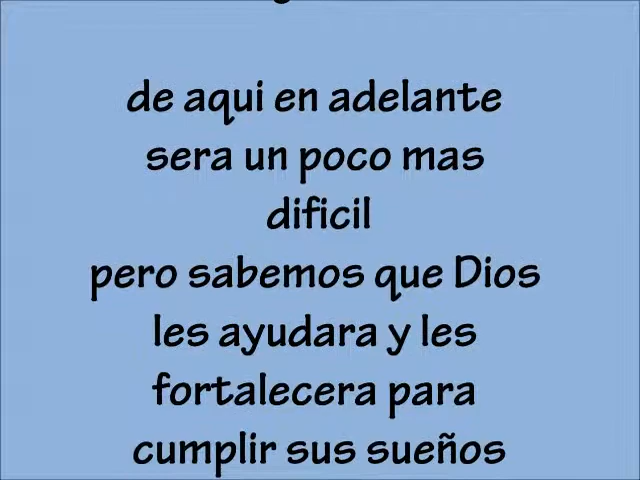 de aqui en adelante
sera un poco mas
dificil
pero sabemos que Dios
les ayudara y les
fortalecera para
cumplir sus sueños